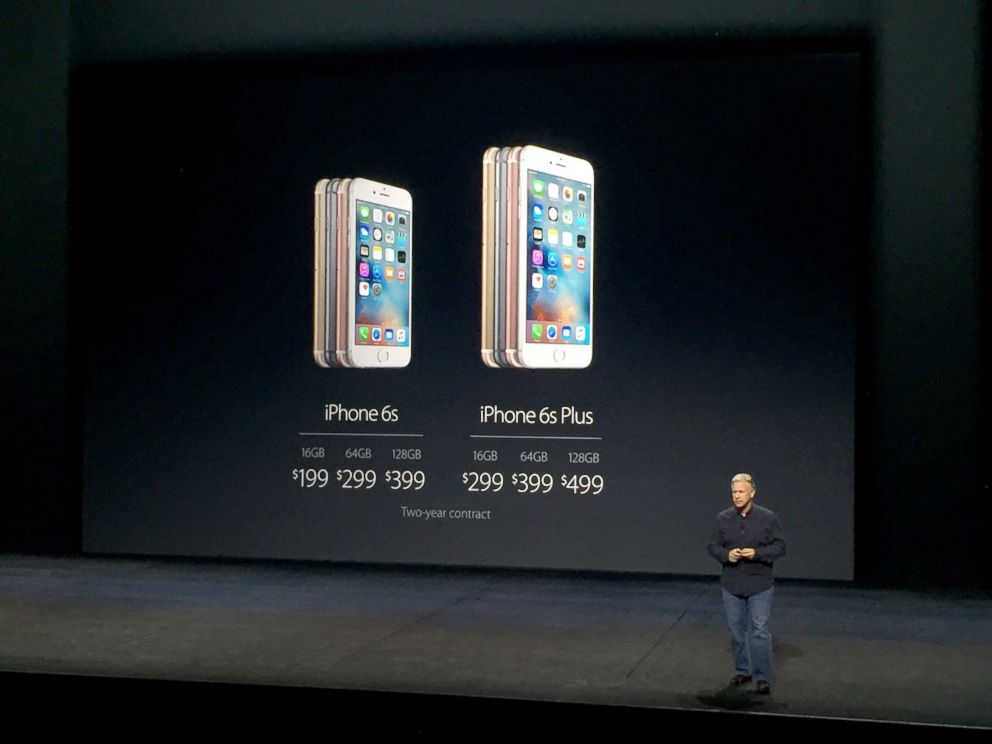 iPhone 6s
16GB 64GB 128GB
$199 $299 $399
iPhone 6s Plus
16GB 64GB 128GB
$299 $399 $499
Two-year contract